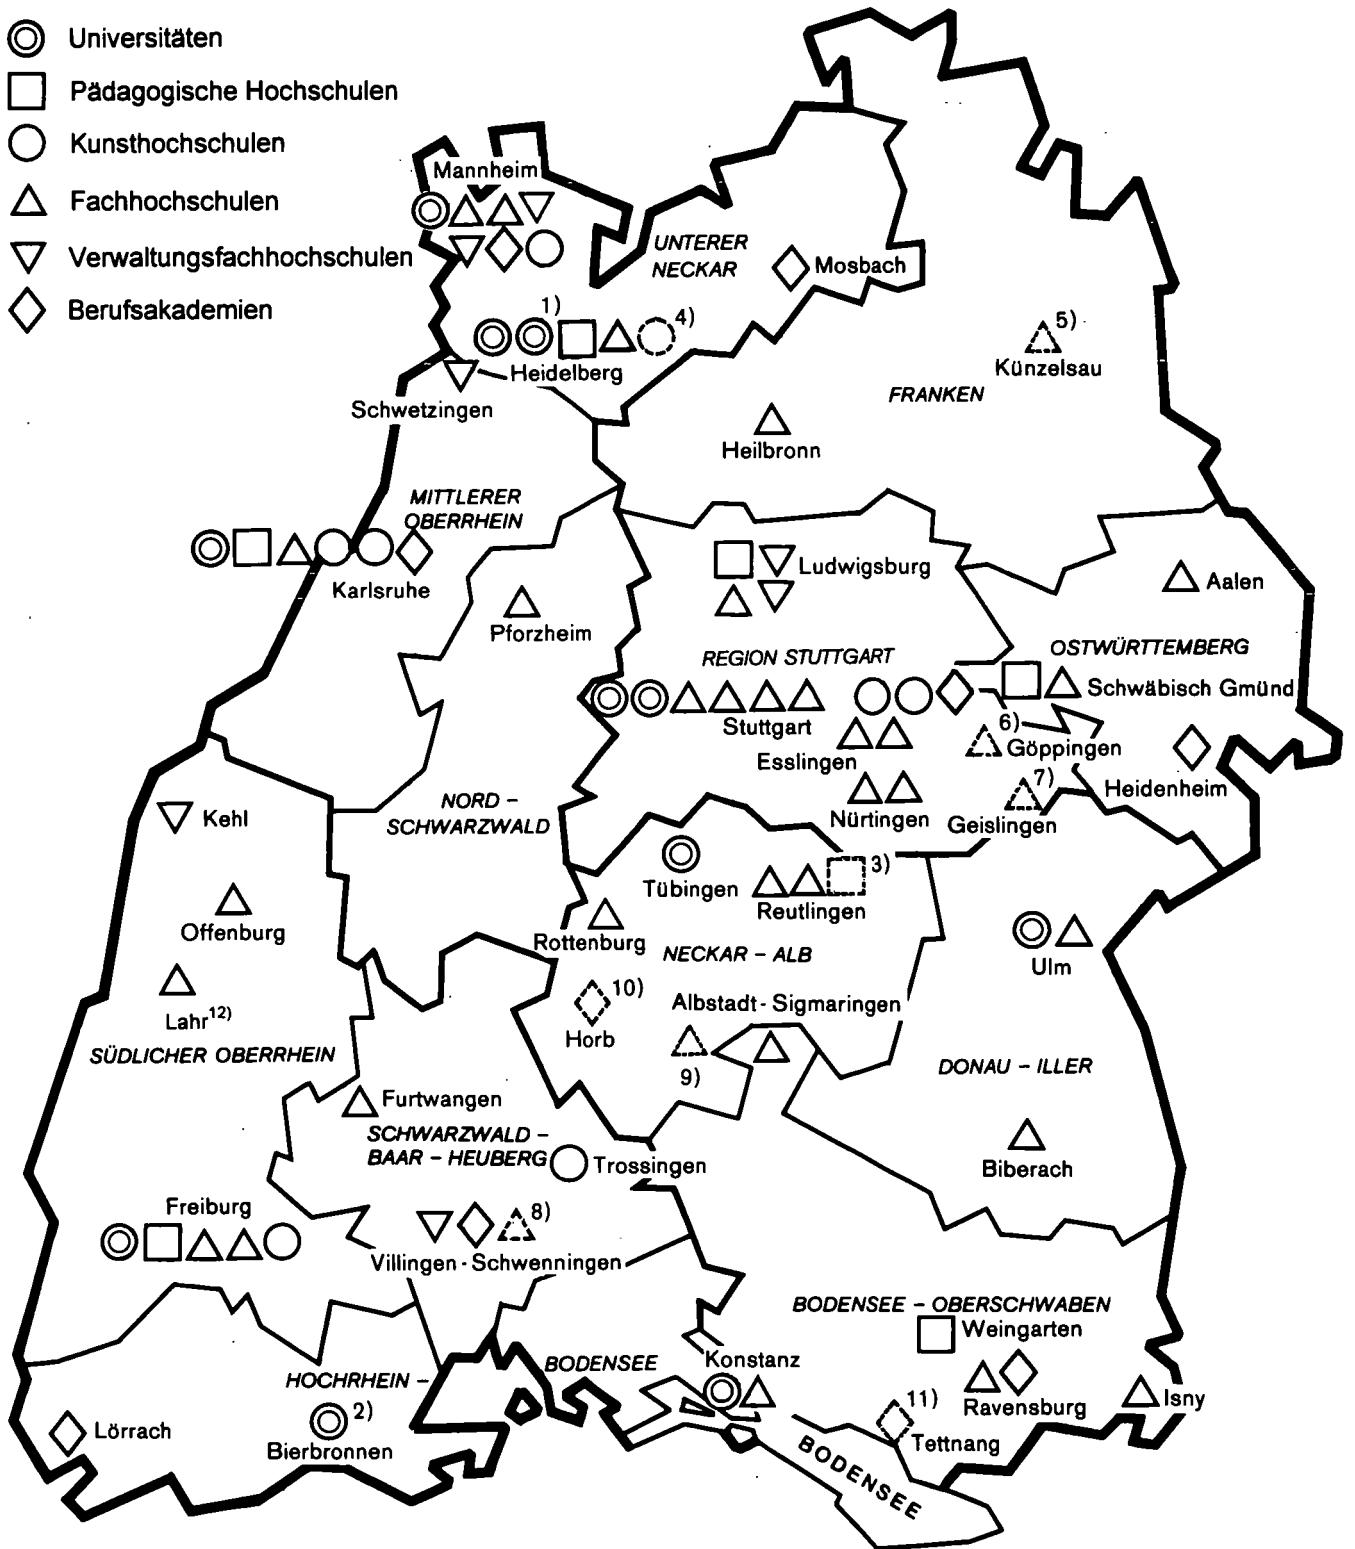 Universitäten
Pädagogische Hochschulen
Kunsthochschulen
Fachhochschulen
Verwaltungsfachhochschulen
Berufsakademien
Mannheim
UNTERER
NECKAR
Mosbach
1)
4)
Heidelberg
5)
Künzelsau
Schwetzingen
FRANKEN
Heilbronn
MITTLERER
OBERRHEIN
Karlsruhe
Ludwigsburg
Aalen
Pforzheim
REGION STUTTGART
OSTWÜRTTEMBERG
Schwäbisch Gmünd
Stuttgart
6)
Göppingen
Esslingen
7)
Heidenheim
NORD -
SCHWARZWALD
Kehl
Nürtingen
Geislingen
Tübingen
3)
Reutlingen
Offenburg
Rottenburg
NECKAR - ALB
Ulm
10)
Horb
Albstadt - Sigmaringen
Lahr12)
SÜDLICHER OBERRHEIN
9)
DONAU - ILLER
Furtwangen
SCHWARZWALD -
BAAR - HEUBERG
Trossingen
Biberach
Freiburg
8)
Villingen - Schwenningen
BODENSEE - OBERSCHWABEN
Weingarten
HOCHRHEIN -
BODENSEE
Konstanz
Ravensburg
Isny
2)
Bierbronnen
Lörrach
11)
Tettnang
BODENSEE